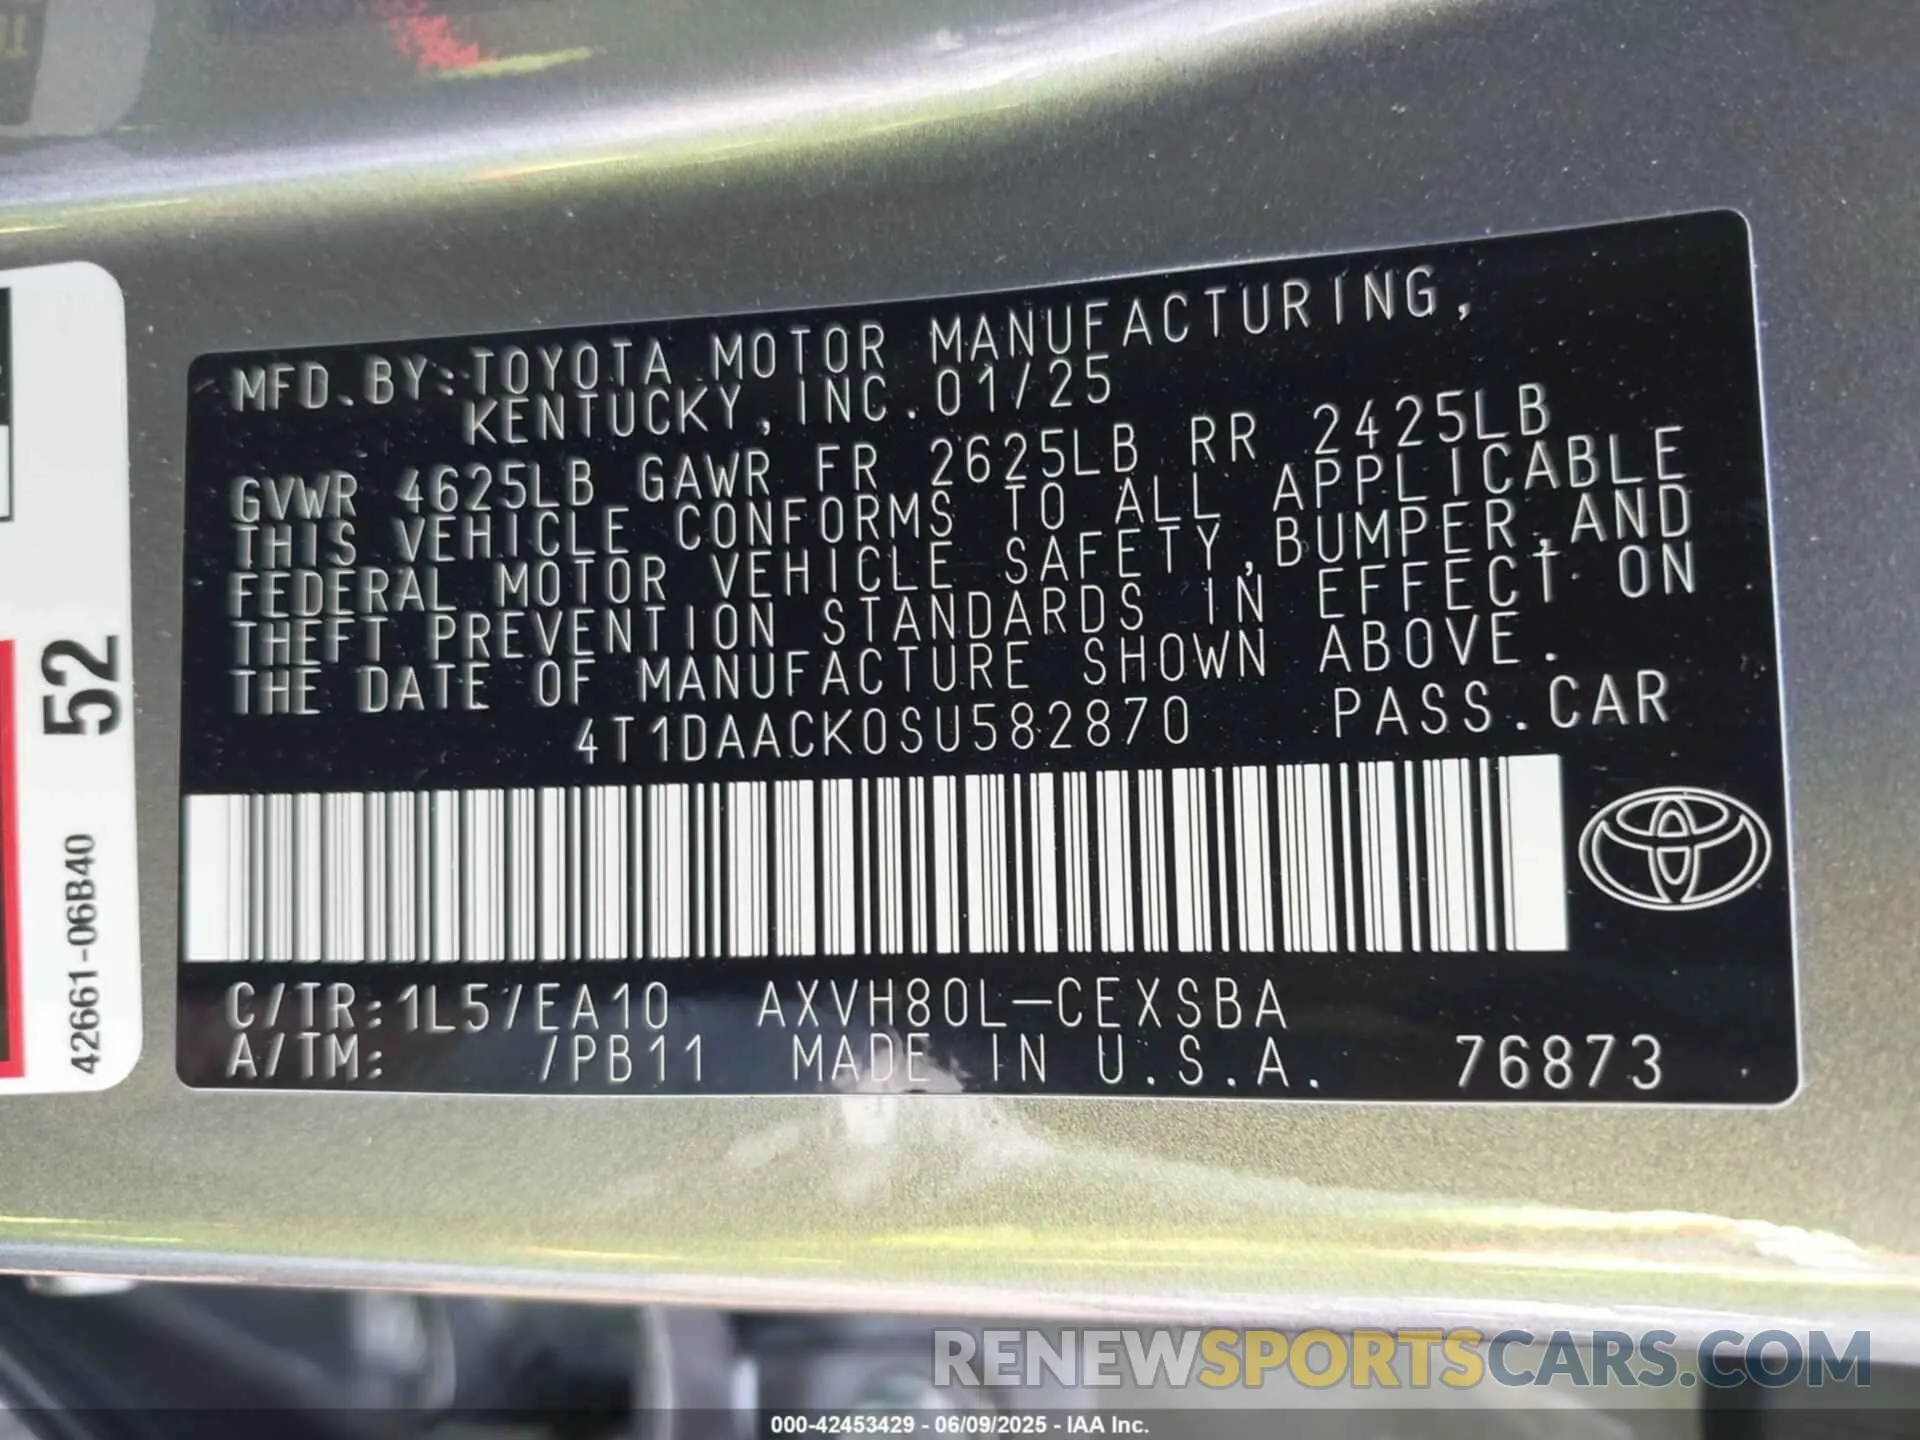 MFD. BY: TOYOTA MOTOR MANUFACTURING,
KENTUCKY, INC. 01/25
GVWR 4625LB GAWR FR 2625LB RR 2425LB
THIS VEHICLE CONFORMS TO ALL APPLICABLE
FEDERAL MOTOR VEHICLE SAFETY, BUMPER, AND
THEFT PREVENTION STANDARDS IN EFFECT ON
THE DATE OF MANUFACTURE SHOWN ABOVE.
4T1DAACK0SU582870 PASS. CAR
C/TR: 1L5/EA10 AXVH80L-CEXSBA
A/TM: /PB11 MADE IN U.S.A. 76873
52
42661-06B40
RENEWSPORTSCARS.COM
000-42453429 - 06/09/2025 - IAA Inc.